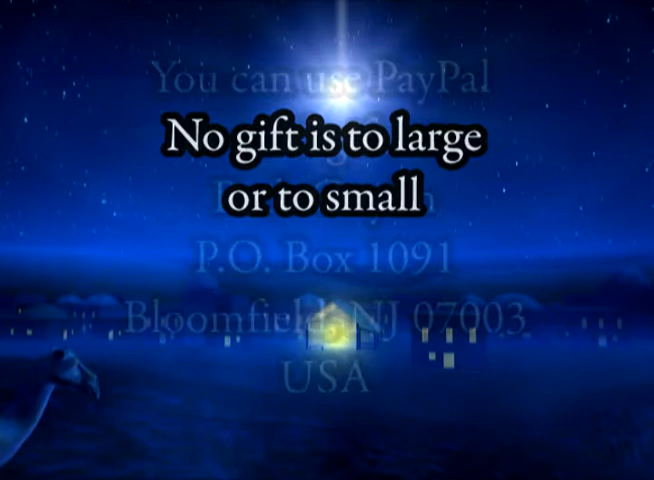 You can use PayPal
No gift is to large
or to small
P.O. Box 1091
Bloomfield, NJ 07003
USA